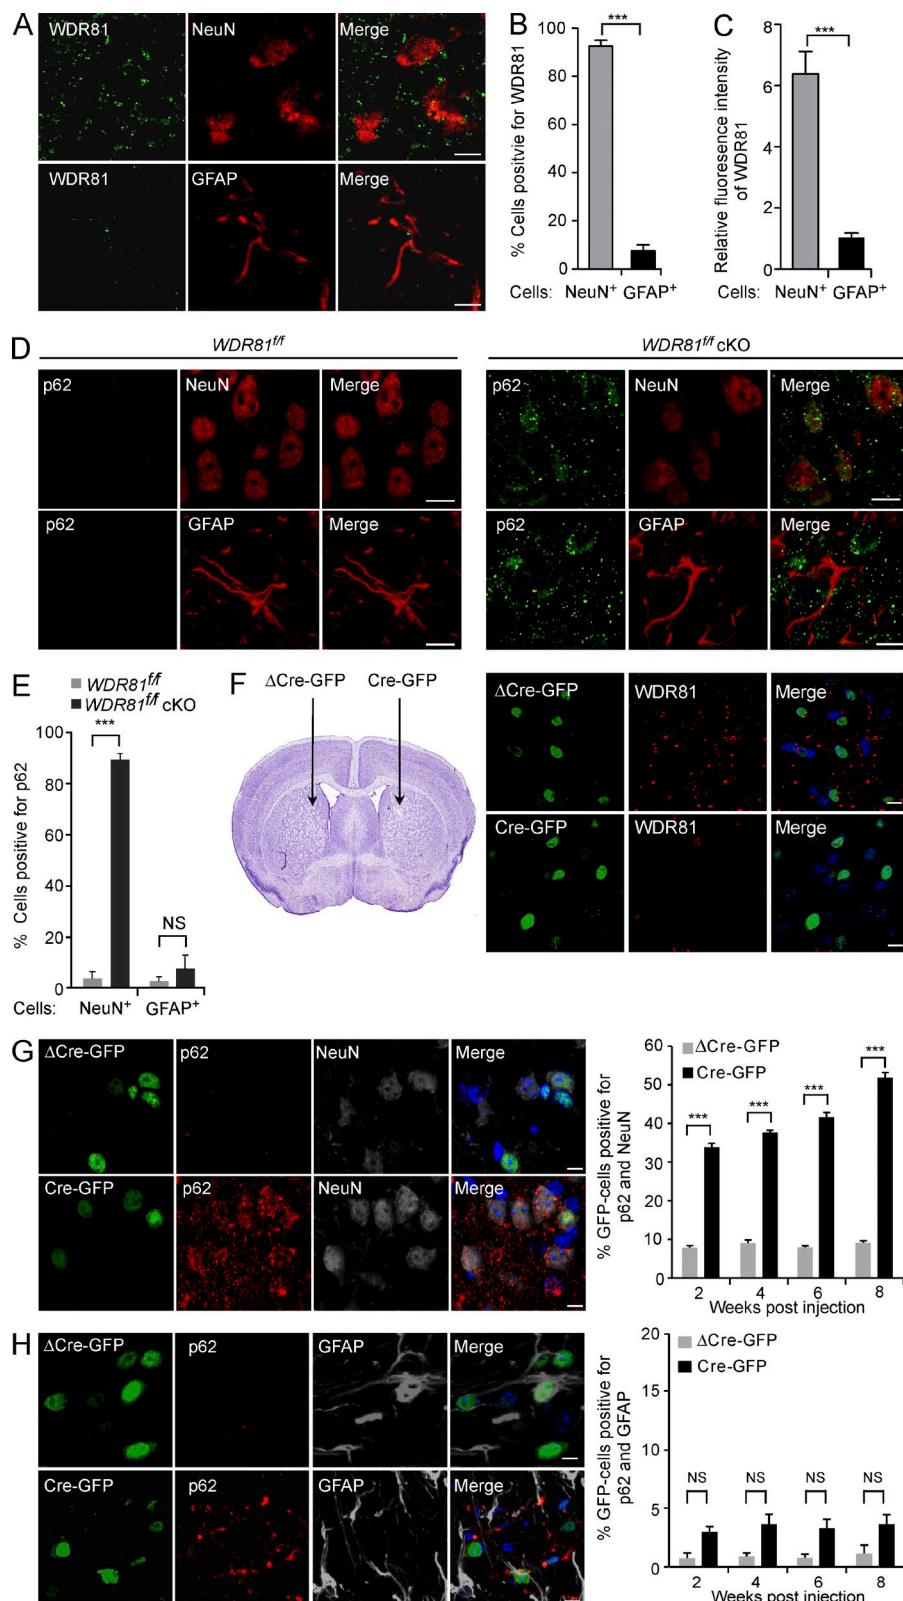 A
WDR81 NeuN Merge
WDR81 GFAP Merge
B
% Cells positvie for WDR81
100
80
60
40
20
0
***
Cells: NeuN+ GFAP+
C
Relative fluoresence intensity
of WDR81
8
6
4
2
0
***
Cells: NeuN+ GFAP+
D
WDR81f/f
p62 NeuN Merge
p62 GFAP Merge
WDR81f/f cKO
p62 NeuN Merge
p62 GFAP Merge
E
WDR81f/f
WDR81f/f cKO
% Cells positive for p62
100
80
60
40
20
0
***
NS
Cells: NeuN+ GFAP+
F
ΔCre-GFP Cre-GFP
ΔCre-GFP WDR81 Merge
Cre-GFP WDR81 Merge
G
ΔCre-GFP p62 NeuN Merge
Cre-GFP p62 NeuN Merge
% GFP-cells positive for
p62 and NeuN
60
50
40
30
20
10
0
ΔCre-GFP
Cre-GFP
*** *** *** ***
2 4 6 8
Weeks post injection
H
ΔCre-GFP p62 GFAP Merge
Cre-GFP p62 GFAP Merge
% GFP-cells positive for
p62 and GFAP
20
15
10
5
0
ΔCre-GFP
Cre-GFP
NS NS NS NS
2 4 6 8
Weeks post injection